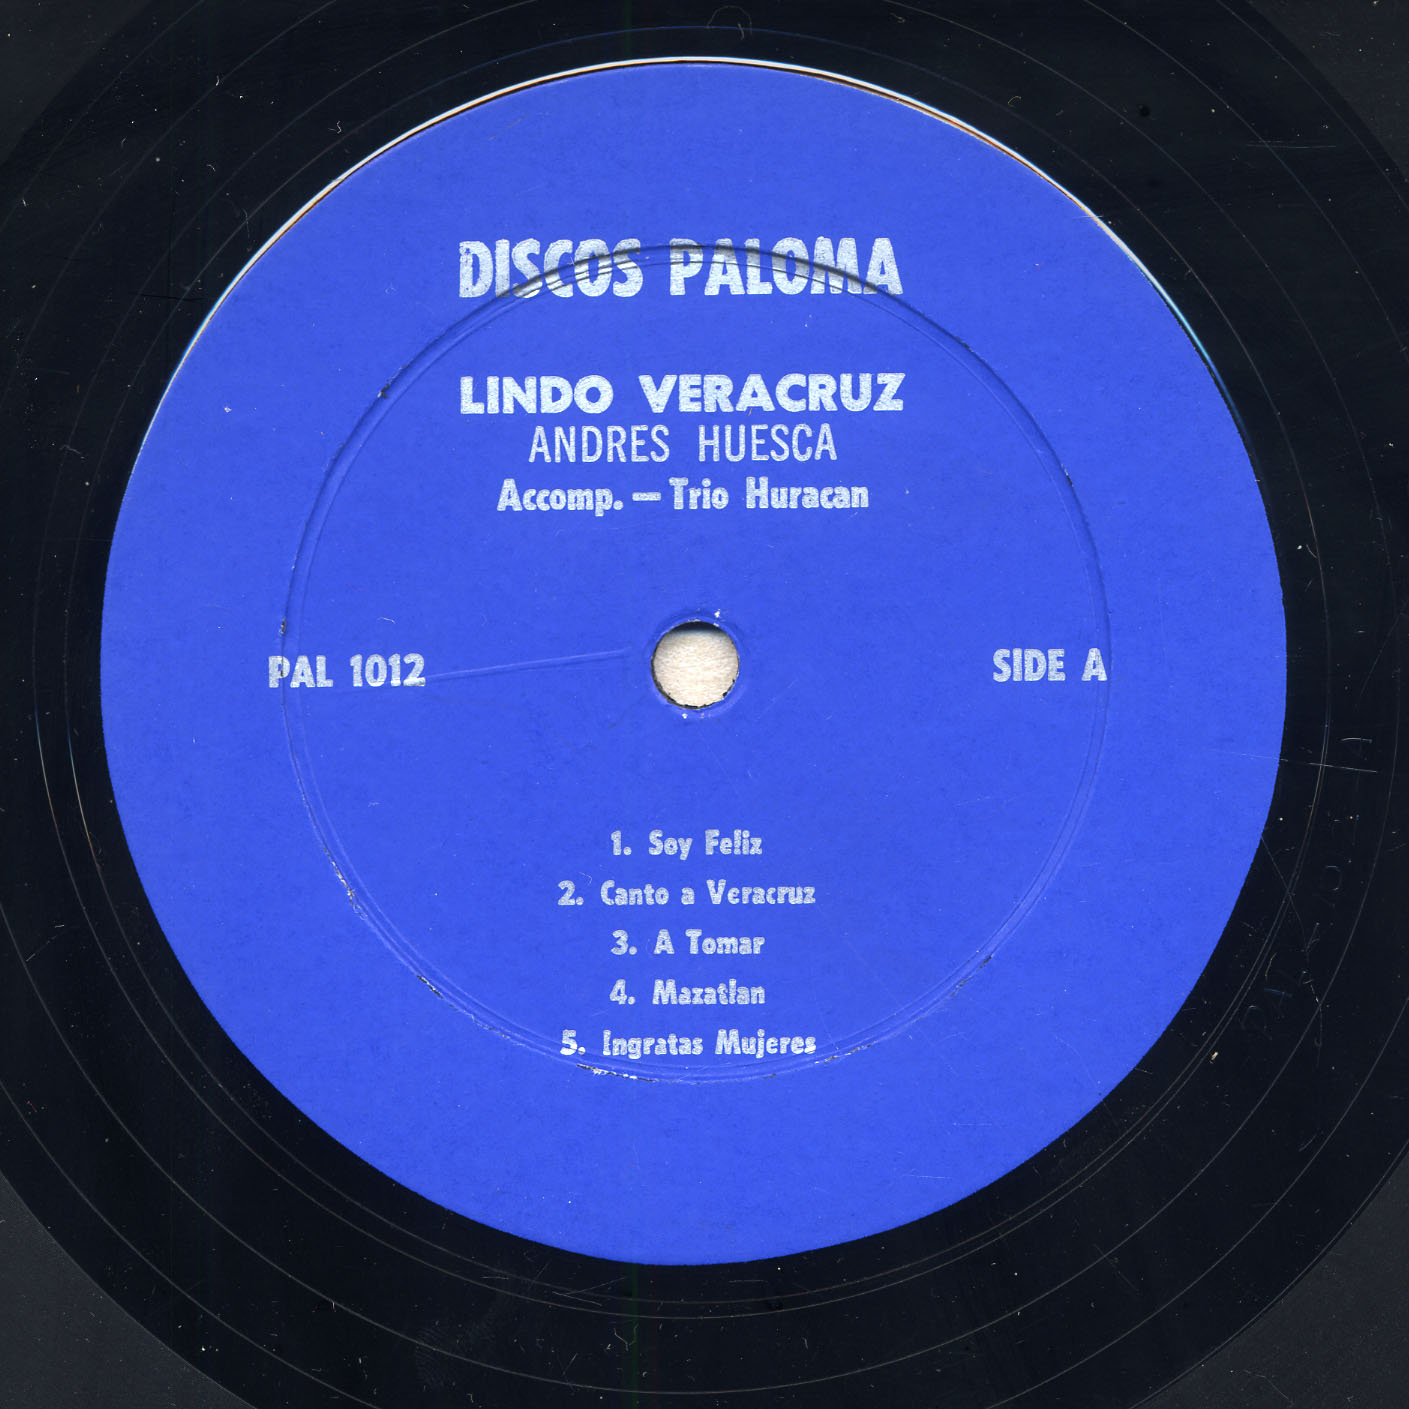 DISCOS PALOMA
LINDO VERACRUZ
ANDRES HUESCA
Accomp. — Trio Huracan
PAL 1012
SIDE A
1. Soy Feliz
2. Canto a Veracruz
3. A Tomar
4. Mazatlan
5. Ingratas Mujeres